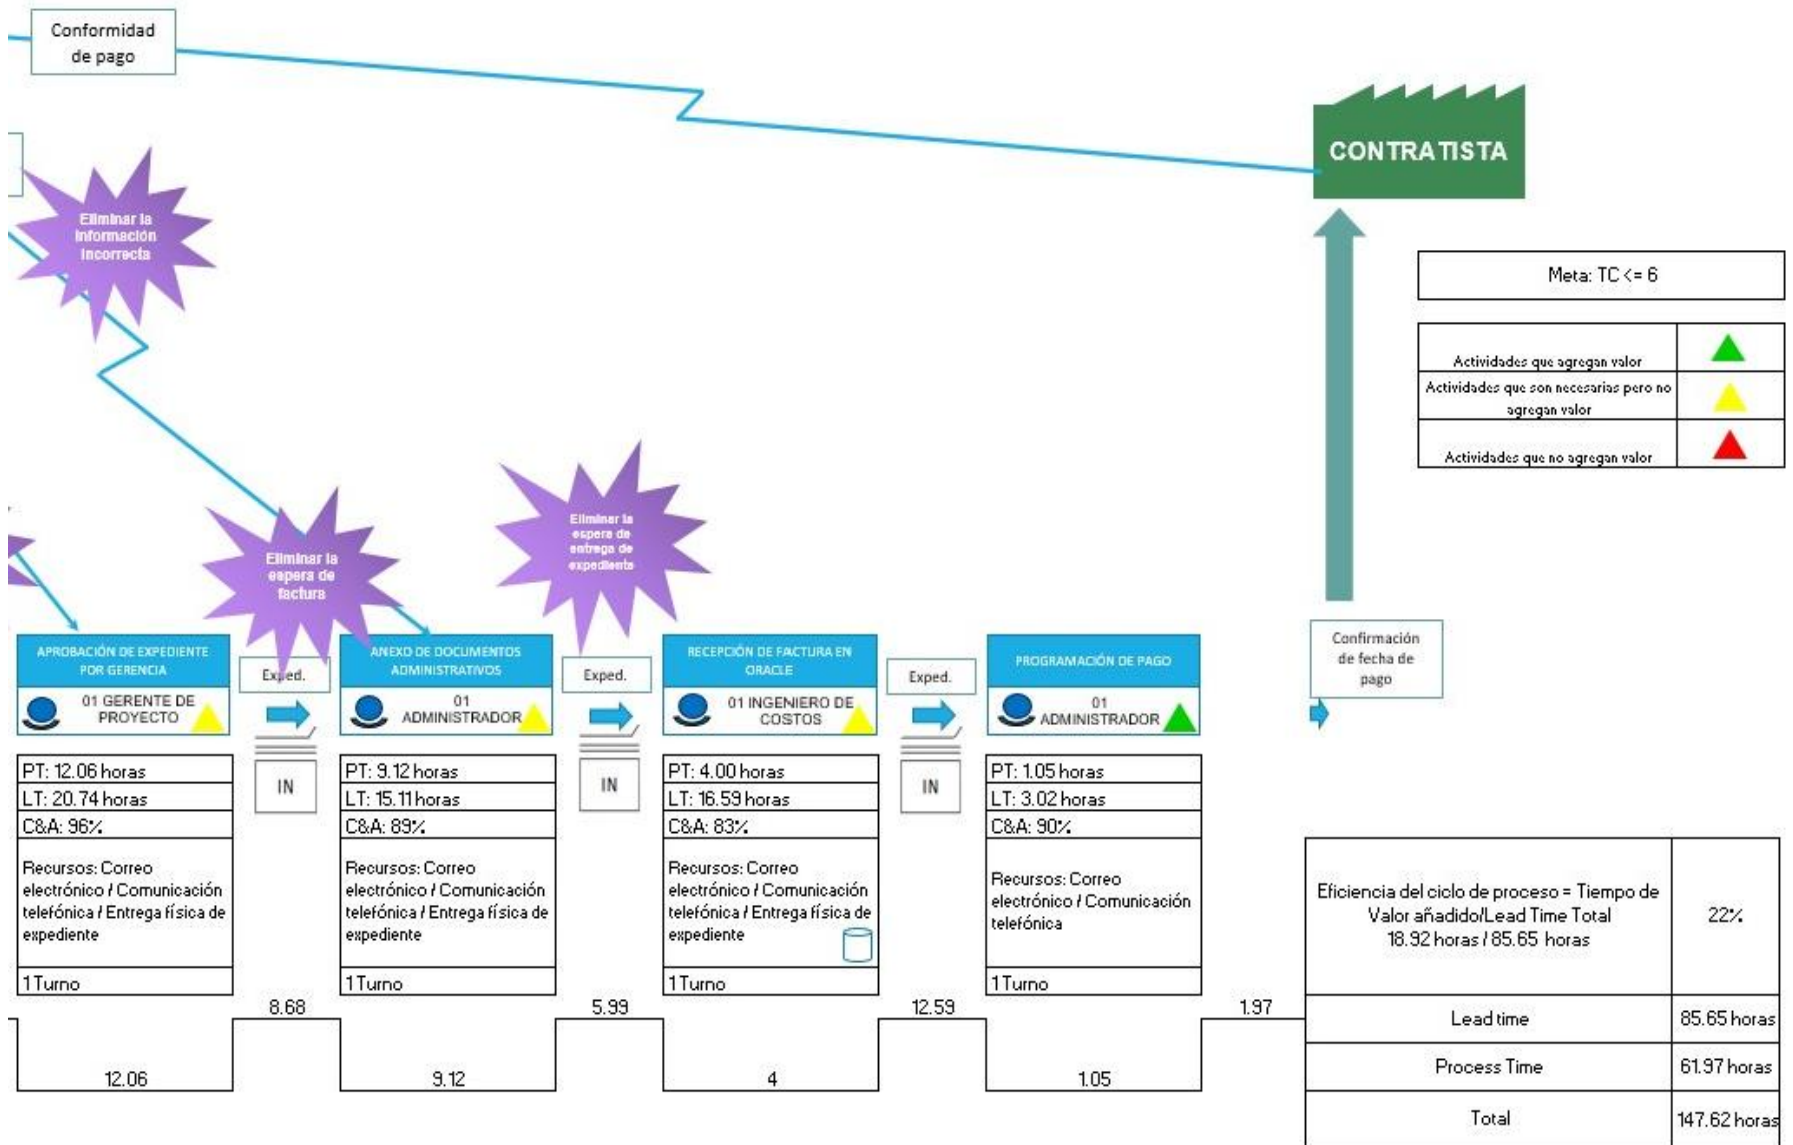 Conformidad
de pago
CONTRATISTA
Eliminar la
información
incorrecta
Meta: TC <= 6
Actividades que agregan valor
Actividades que son necesarias pero no
agregan valor
Actividades que no agregan valor
Eliminar la
espera de
factura
Eliminar la
espera de
entrega de
expediente
APROBACIÓN DE EXPEDIENTE
POR GERENCIA
01 GERENTE DE
PROYECTO
PT: 12.06 horas
LT: 20.74 horas
C&A: 96%
Recursos: Correo
electrónico / Comunicación
telefónica / Entrega física de
expediente
1 Turno
Exped.
IN
ANEXO DE DOCUMENTOS
ADMINISTRATIVOS
01
ADMINISTRADOR
PT: 9.12 horas
LT: 15.11 horas
C&A: 89%
Recursos: Correo
electrónico / Comunicación
telefónica / Entrega física de
expediente
1 Turno
Exped.
IN
RECEPCIÓN DE FACTURA EN
ORACLE
01 INGENIERO DE
COSTOS
PT: 4.00 horas
LT: 16.59 horas
C&A: 83%
Recursos: Correo
electrónico / Comunicación
telefónica / Entrega física de
expediente
1 Turno
Exped.
IN
PROGRAMACIÓN DE PAGO
01
ADMINISTRADOR
PT: 1.05 horas
LT: 3.02 horas
C&A: 90%
Recursos: Correo
electrónico / Comunicación
telefónica
1 Turno
Confirmación
de fecha de
pago
8.68
5.99
12.59
1.97
12.06
9.12
4
1.05
Eficiencia del ciclo de proceso = Tiempo de
Valor añadido/Lead Time Total
18.92 horas / 85.65 horas
22%
Lead time
85.65 horas
Process Time
61.97 horas
Total
147.62 horas